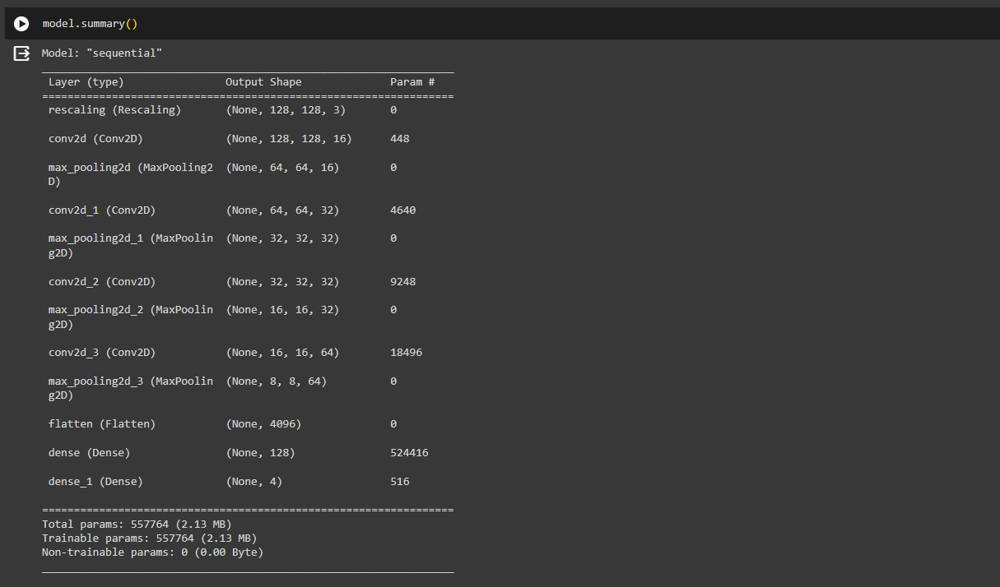 model.summary()
Model: "sequential"
_________________________________________________________________
Layer (type) Output Shape Param #
=================================================================
rescaling (Rescaling) (None, 128, 128, 3) 0
conv2d (Conv2D) (None, 128, 128, 16) 448
max_pooling2d (MaxPooling2 (None, 64, 64, 16) 0
D)
conv2d_1 (Conv2D) (None, 64, 64, 32) 4640
max_pooling2d_1 (MaxPoolin (None, 32, 32, 32) 0
g2D)
conv2d_2 (Conv2D) (None, 32, 32, 32) 9248
max_pooling2d_2 (MaxPoolin (None, 16, 16, 32) 0
g2D)
conv2d_3 (Conv2D) (None, 16, 16, 64) 18496
max_pooling2d_3 (MaxPoolin (None, 8, 8, 64) 0
g2D)
flatten (Flatten) (None, 4096) 0
dense (Dense) (None, 128) 524416
dense_1 (Dense) (None, 4) 516
=================================================================
Total params: 557764 (2.13 MB)
Trainable params: 557764 (2.13 MB)
Non-trainable params: 0 (0.00 Byte)
_________________________________________________________________